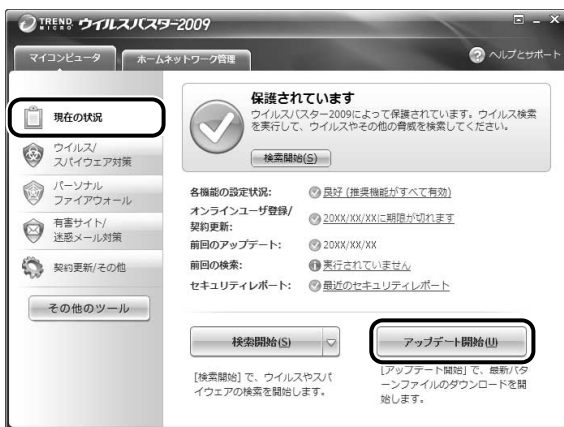 TREND MICRO ウイルスバスター2009
マイコンピュータ
ホームネットワーク管理
ヘルプとサポート
現在の状況
ウイルス/
スパイウェア対策
パーソナル
ファイアウォール
有害サイト/
迷惑メール対策
契約更新/その他
その他のツール
保護されています
ウイルスバスター2009によって保護されています。ウイルス検索
を実行して、ウイルスやその他の脅威を検索してください。
検索開始(S)
各機能の設定状況: 良好 (推奨機能がすべて有効)
オンラインユーザ登録/
契約更新: 20XX/XX/XXに期限が切れます
前回のアップデート: 20XX/XX/XX
前回の検索: 実行されていません
セキュリティレポート: 最近のセキュリティレポート
検索開始(S)
[検索開始] で、ウイルスやスパ
イウェアの検索を開始します。
アップデート開始(U)
[アップデート開始] で、最新パタ
ーンファイルのダウンロードを開
始します。